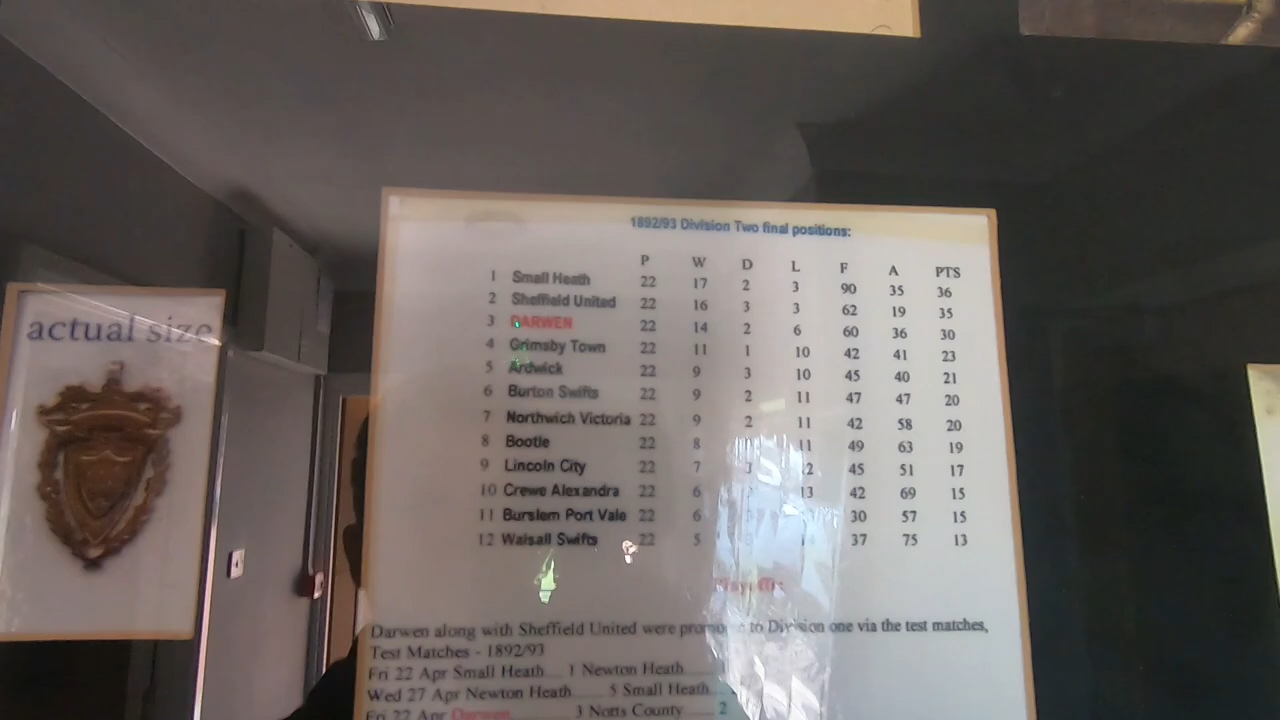 actual size
1892/93 Division Two final positions:
P W D L F A PTS
1 Small Heath 22 17 2 3 90 35 36
2 Sheffield United 22 16 3 3 62 19 35
3 DARWEN 22 14 2 6 60 36 30
4 Grimsby Town 22 11 1 10 42 41 23
5 Ardwick 22 9 3 10 45 40 21
6 Burton Swifts 22 9 2 11 47 47 20
7 Northwich Victoria 22 9 2 11 42 58 20
8 Bootle 22 8 11 49 63 19
9 Lincoln City 22 7 3 45 51 17
10 Crewe Alexandra 22 6 13 42 69 15
11 Burslem Port Vale 22 6 30 57 15
12 Walsall Swifts 22 5 37 75 13
Darwen along with Sheffield United were to Division one via the test matches,
Test Matches - 1892/93
Fri 22 Apr Small Heath 1 Newton Heath
Wed 27 Apr Newton Heath 5 Small Heath
Fri 22 Apr Darwen 3 Notts County 2